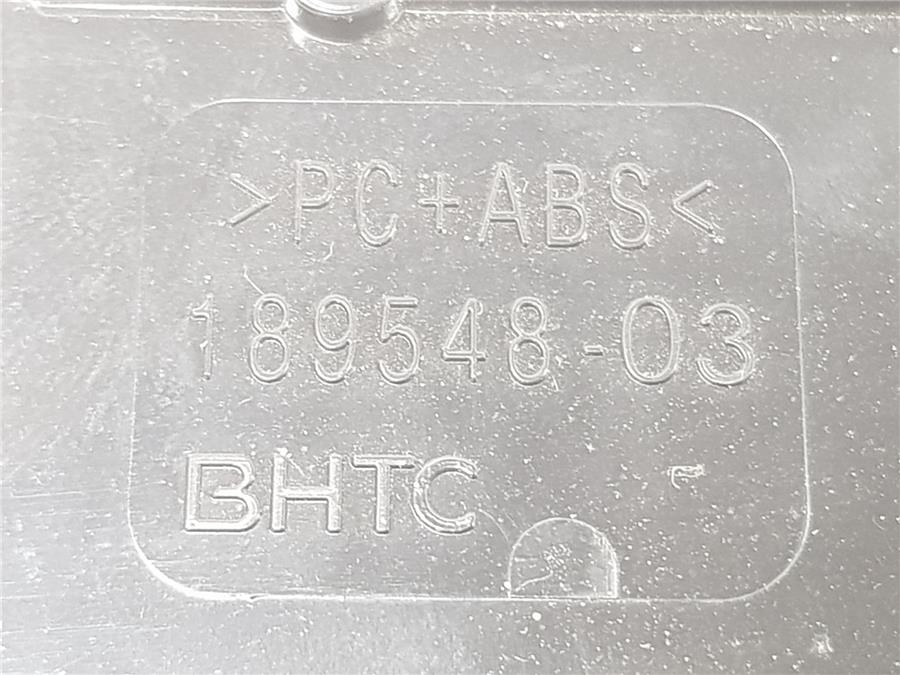 >PC+ABS<
189548-03
BHTC